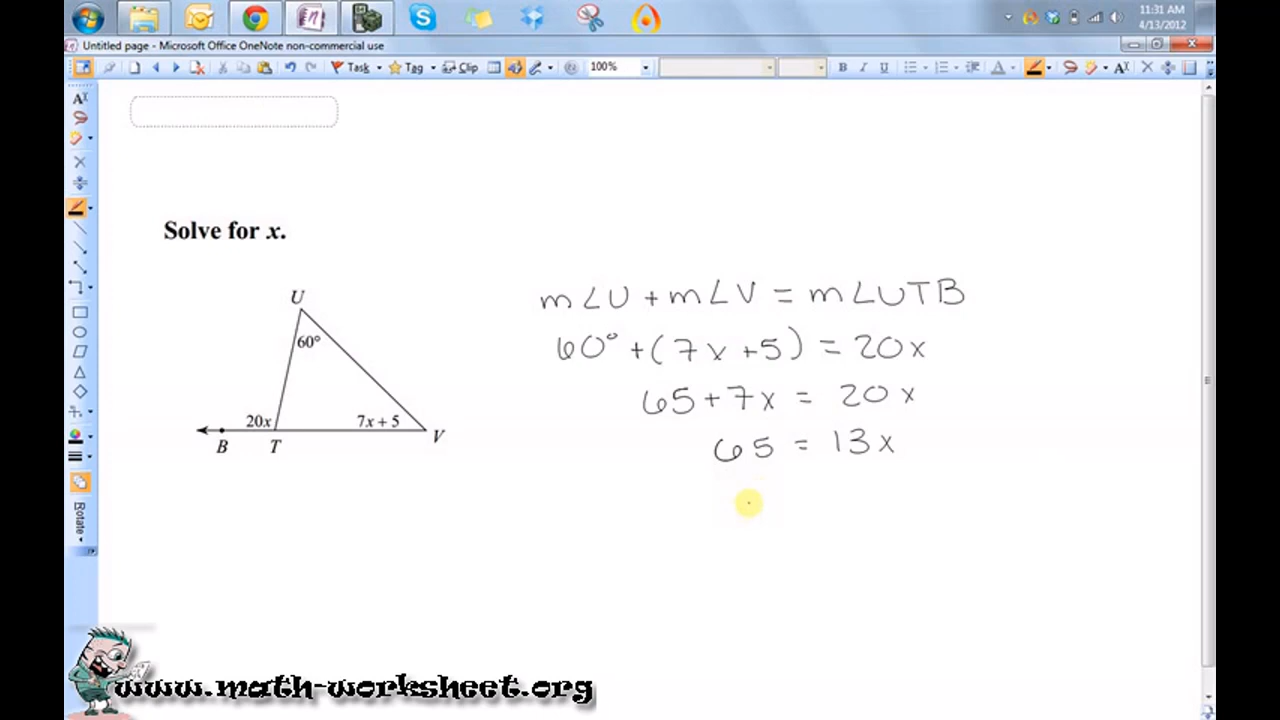 11:31 AM
4/13/2012
Untitled page - Microsoft Office OneNote non-commercial use
Task Tag Clip 100% B I U A
Solve for x.
U
60°
20x 7x + 5
B T V
m∠U + m∠V = m∠UTB
60° + (7x + 5) = 20x
65 + 7x = 20x
65 = 13x
Rotate
www.math-worksheet.org